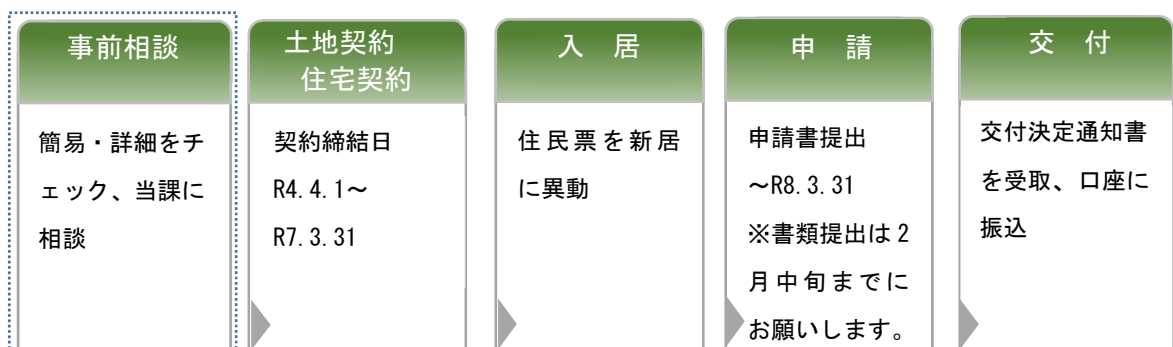 事前相談
簡易・詳細をチ
ェック、当課に
相談
土地契約
住宅契約
契約締結日
R4.4.1～
R7.3.31
入　居
住民票を新居
に異動
申　請
申請書提出
～R8.3.31
※書類提出は2
月中旬までに
お願いします。
交　付
交付決定通知書
を受取、口座に
振込